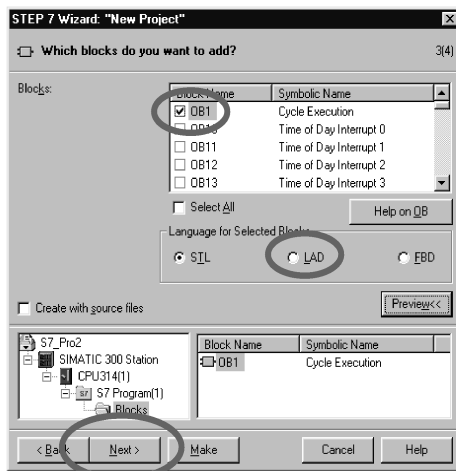 STEP 7 Wizard: "New Project"
Which blocks do you want to add? 3(4)
Blocks: Block Name Symbolic Name
OB1 Cycle Execution
OB10 Time of Day Interrupt 0
OB11 Time of Day Interrupt 1
OB12 Time of Day Interrupt 2
OB13 Time of Day Interrupt 3
Select All Help on OB
Language for Selected Blocks
STL LAD FBD
Create with source files Preview<<
S7_Pro2
SIMATIC 300 Station
CPU314(1)
S7 Program(1)
Blocks
Block Name Symbolic Name
OB1 Cycle Execution
< Back Next > Make Cancel Help